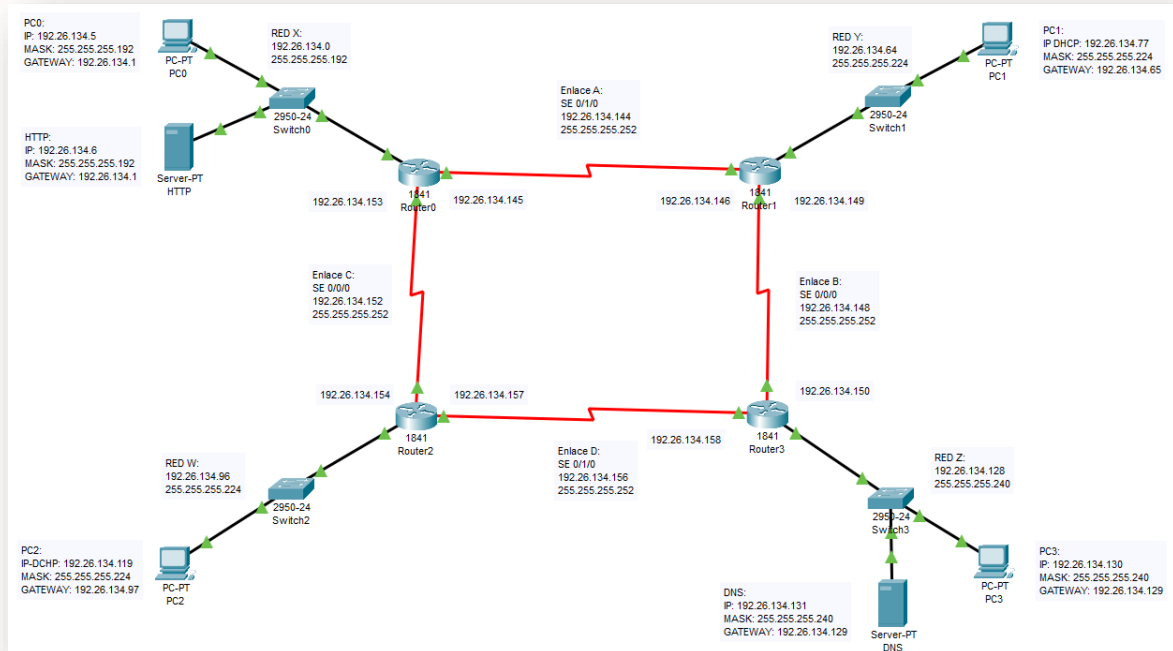 PC0:
IP: 192.26.134.5
MASK: 255.255.255.192
GATEWAY: 192.26.134.1
PC-PT
PC0
RED X:
192.26.134.0
255.255.255.192
2950-24
Switch0
HTTP:
IP: 192.26.134.6
MASK: 255.255.255.192
GATEWAY: 192.26.134.1
Server-PT
HTTP
1841
Router0
192.26.134.153
192.26.134.145
Enlace A:
SE 0/1/0
192.26.134.144
255.255.255.252
RED Y:
192.26.134.64
255.255.255.224
PC-PT
PC1
PC1:
IP DHCP: 192.26.134.77
MASK: 255.255.255.224
GATEWAY: 192.26.134.65
2950-24
Switch1
1841
Router1
192.26.134.146
192.26.134.149
Enlace C:
SE 0/0/0
192.26.134.152
255.255.255.252
Enlace B:
SE 0/0/0
192.26.134.148
255.255.255.252
192.26.134.154
192.26.134.157
1841
Router2
192.26.134.150
192.26.134.158
1841
Router3
Enlace D:
SE 0/1/0
192.26.134.156
255.255.255.252
RED W:
192.26.134.96
255.255.255.224
2950-24
Switch2
PC2:
IP-DCHP: 192.26.134.119
MASK: 255.255.255.224
GATEWAY: 192.26.134.97
PC-PT
PC2
RED Z:
192.26.134.128
255.255.255.240
2950-24
Switch3
PC-PT
PC3
PC3:
IP: 192.26.134.130
MASK: 255.255.255.240
GATEWAY: 192.26.134.129
DNS:
IP: 192.26.134.131
MASK: 255.255.255.240
GATEWAY: 192.26.134.129
Server-PT
DNS